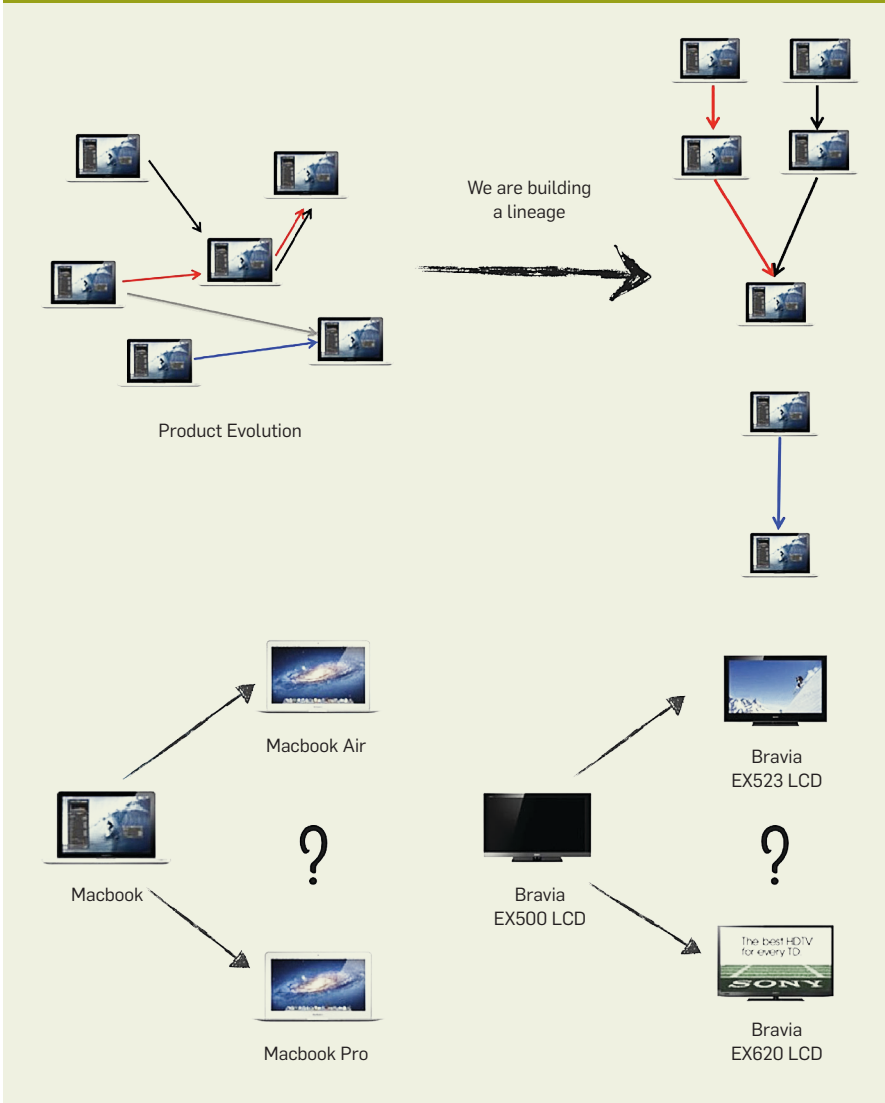 We are building
a lineage
Product Evolution
Macbook Air
Macbook
?
Macbook Pro
Bravia
EX523 LCD
Bravia
EX500 LCD
?
The best HDTV
for every TD.
SONY
Bravia
EX620 LCD